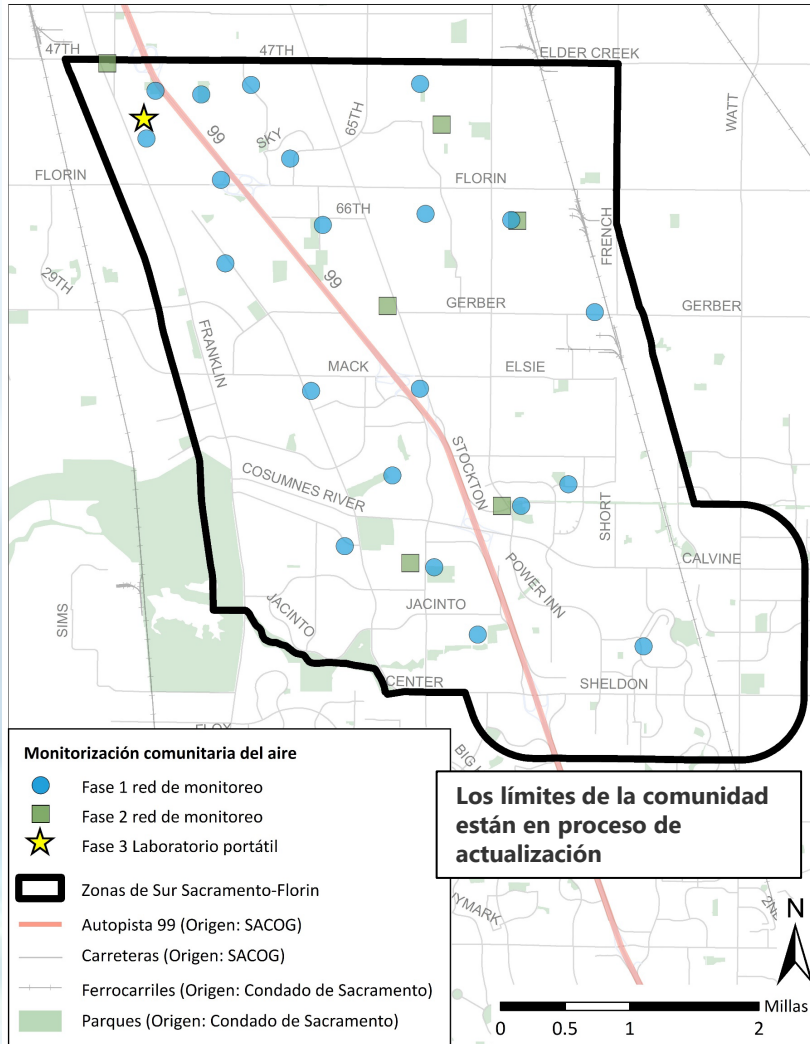 47TH
47TH
ELDER CREEK
WATT
65TH
99
SKY
FLORIN
FLORIN
66TH
FRENCH
29TH
99
GERBER
GERBER
FRANKLIN
MACK
ELSIE
STOCKTON
COSUMNES RIVER
SHORT
CALVINE
POWER INN
SIMS
JACINTO
JACINTO
CENTER
SHELDON
Monitorización comunitaria del aire
Fase 1 red de monitoreo
Fase 2 red de monitoreo
Fase 3 Laboratorio portátil
Zonas de Sur Sacramento-Florin
Autopista 99 (Origen: SACOG)
Carreteras (Origen: SACOG)
Ferrocarriles (Origen: Condado de Sacramento)
Parques (Origen: Condado de Sacramento)
BIG
Los límites de la comunidad
están en proceso de
actualización
N
Millas
0 0.5 1 2